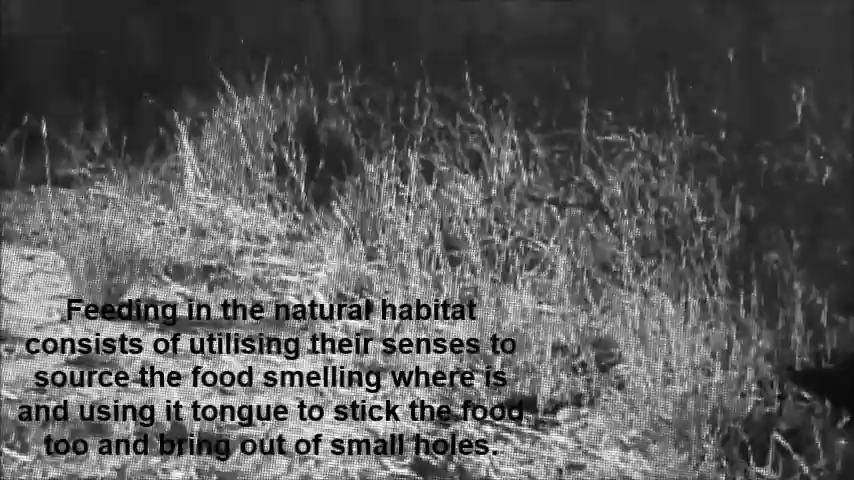 Feeding in the natural habitat
consists of utilising their senses to
source the food smelling where is
and using it tongue to stick the food
too and bring out of small holes.